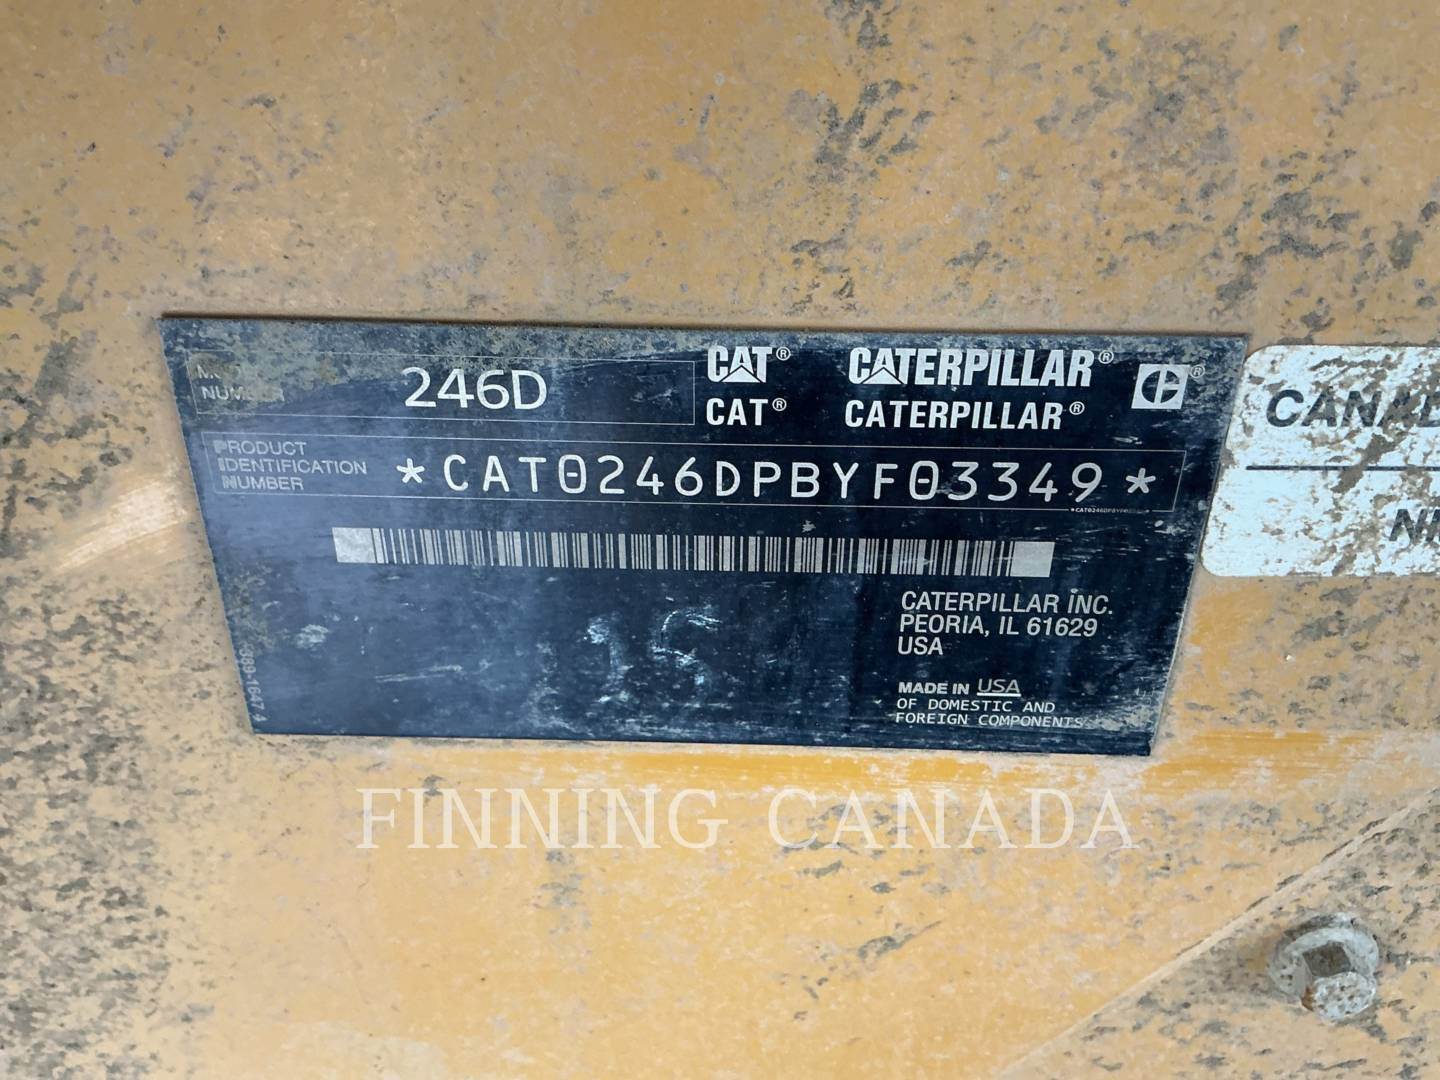 NUMBER 246D
CAT® CATERPILLAR® ®
CAT® CATERPILLAR®
PRODUCT
IDENTIFICATION
NUMBER
*CAT0246DPBYF03349*
CATERPILLAR INC.
PEORIA, IL 61629
USA
MADE IN USA
OF DOMESTIC AND
FOREIGN COMPONENTS
FINNING CANADA